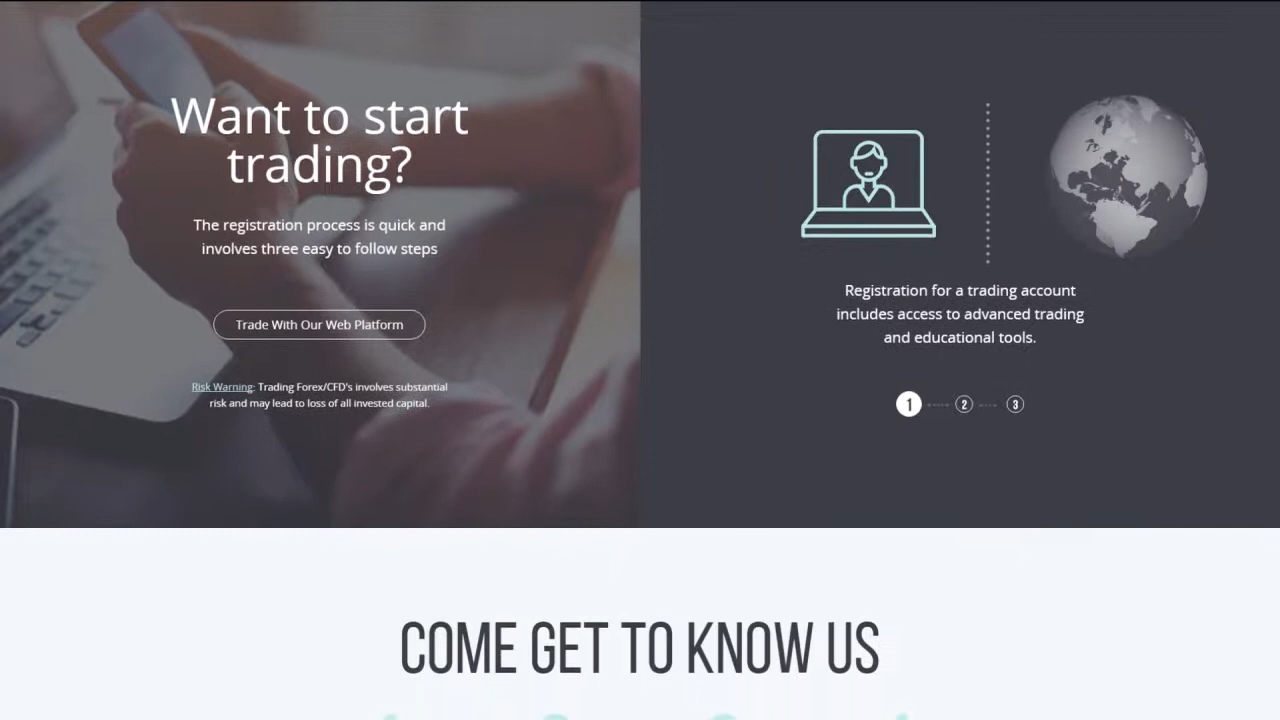 Want to start
trading?
The registration process is quick and
involves three easy to follow steps
Trade With Our Web Platform
Risk Warning: Trading Forex/CFD's involves substantial
risk and may lead to loss of all invested capital.
Registration for a trading account
includes access to advanced trading
and educational tools.
1 2 3
COME GET TO KNOW US